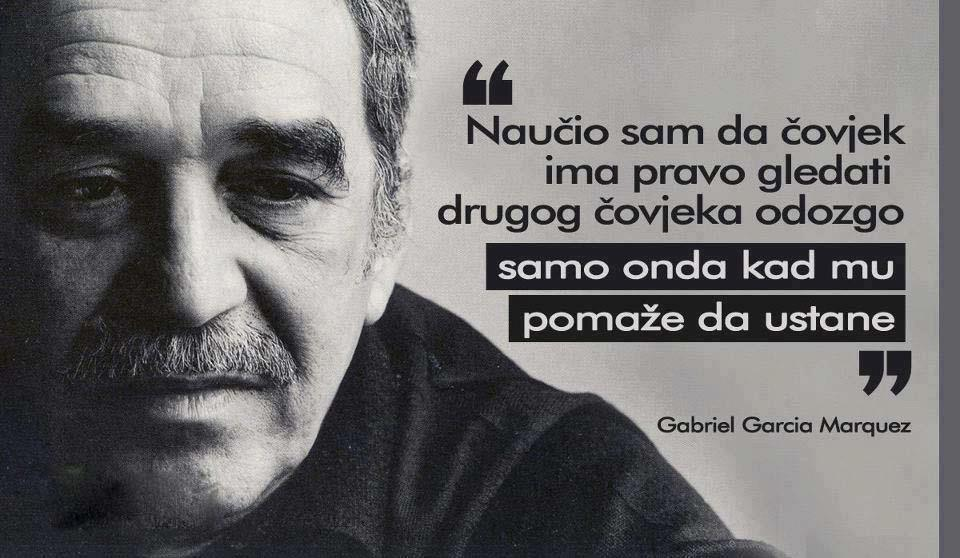 “
Naučio sam da čovjek
ima pravo gledati
drugog čovjeka odozgo
samo onda kad mu
pomaže da ustane
”
Gabriel Garcia Marquez